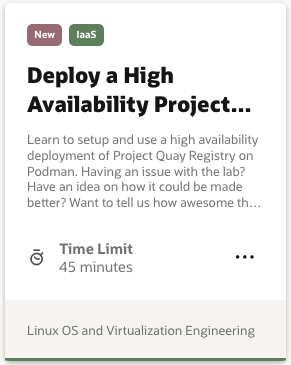 New IaaS
Deploy a High
Availability Project...
Learn to setup and use a high availability
deployment of Project Quay Registry on
Podman. Having an issue with the lab?
Have an idea on how it could be made
better? Want to tell us how awesome th...
Time Limit
45 minutes
Linux OS and Virtualization Engineering